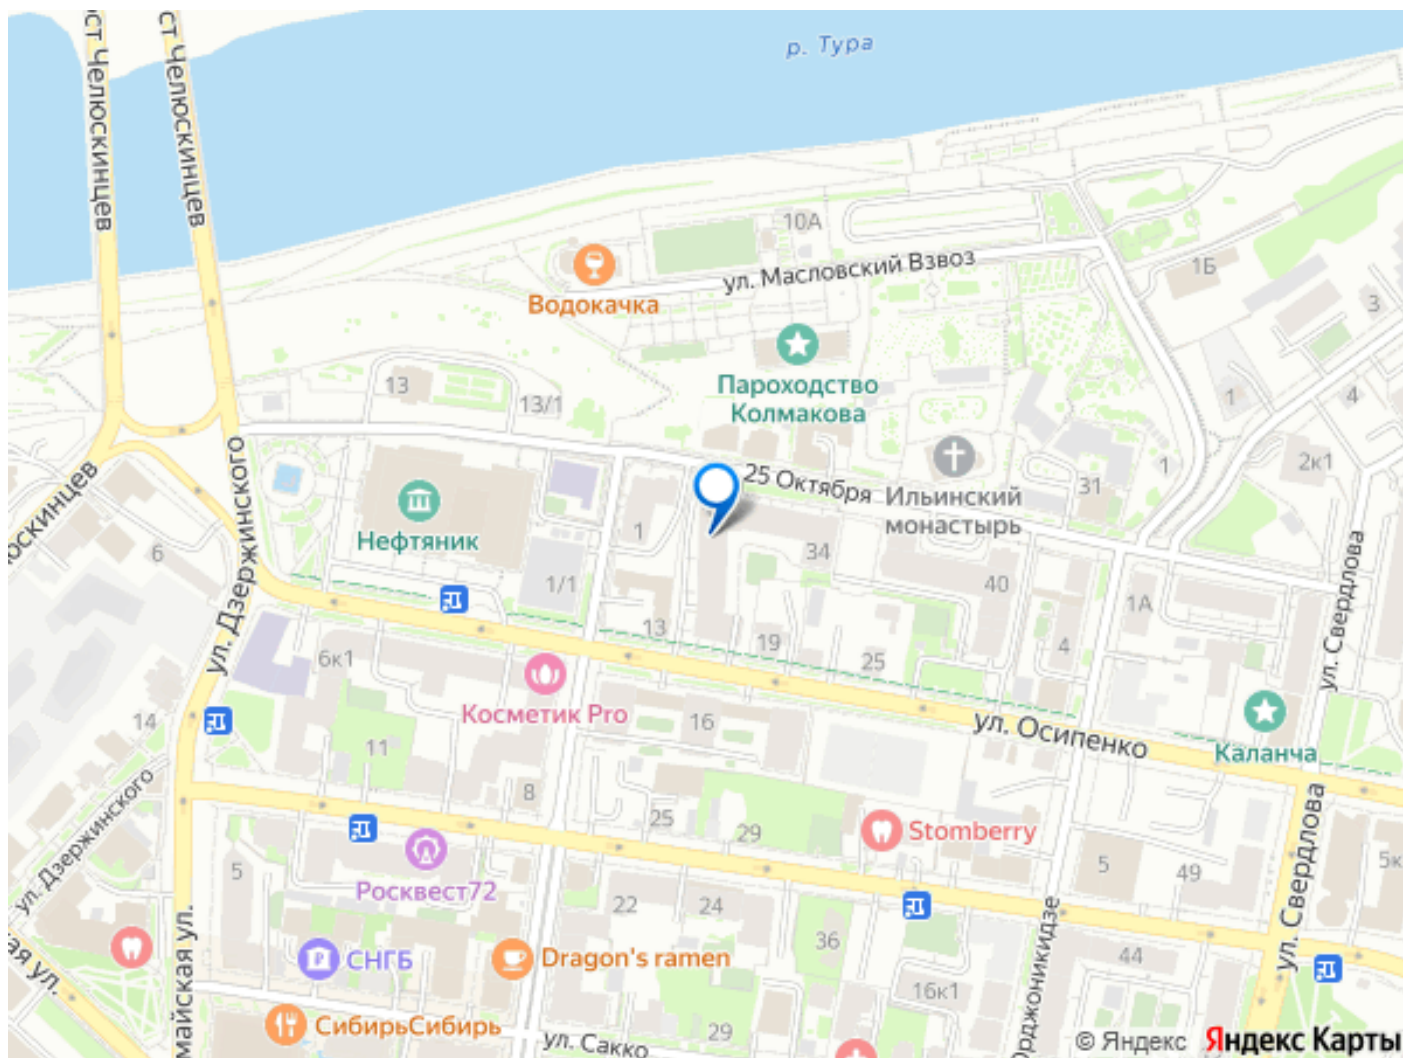 р. Тура
ст Челюскинцев
ст Челюскинцев
10А
1Б
ул. Масловский Взвоз
Водокачка
3
Пароходство
Колмакова
13
13/1
1
4
25 Октября
Ильинский
монастырь
31
1
2к1
ул. Дзержинского
Нефтяник
1
34
6
1/1
40
1А
ул. Свердлова
13
19
25
4
6к1
Косметик Pro
16
ул. Осипенко
Каланча
14
11
8
25
29
Stomberry
ул. Дзержинского
5
Росквест72
22
24
5
49
5к
ул. Свердлова
36
44
СНГБ
Dragon's ramen
16к1
СибирьСибирь
ул. Сакко
29
© Яндекс Яндекс Карты